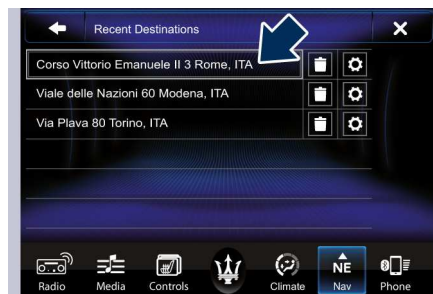 Recent Destinations
Corso Vittorio Emanuele II 3 Rome, ITA
Viale delle Nazioni 60 Modena, ITA
Via Plava 80 Torino, ITA
Radio Media Controls Climate NE Nav Phone